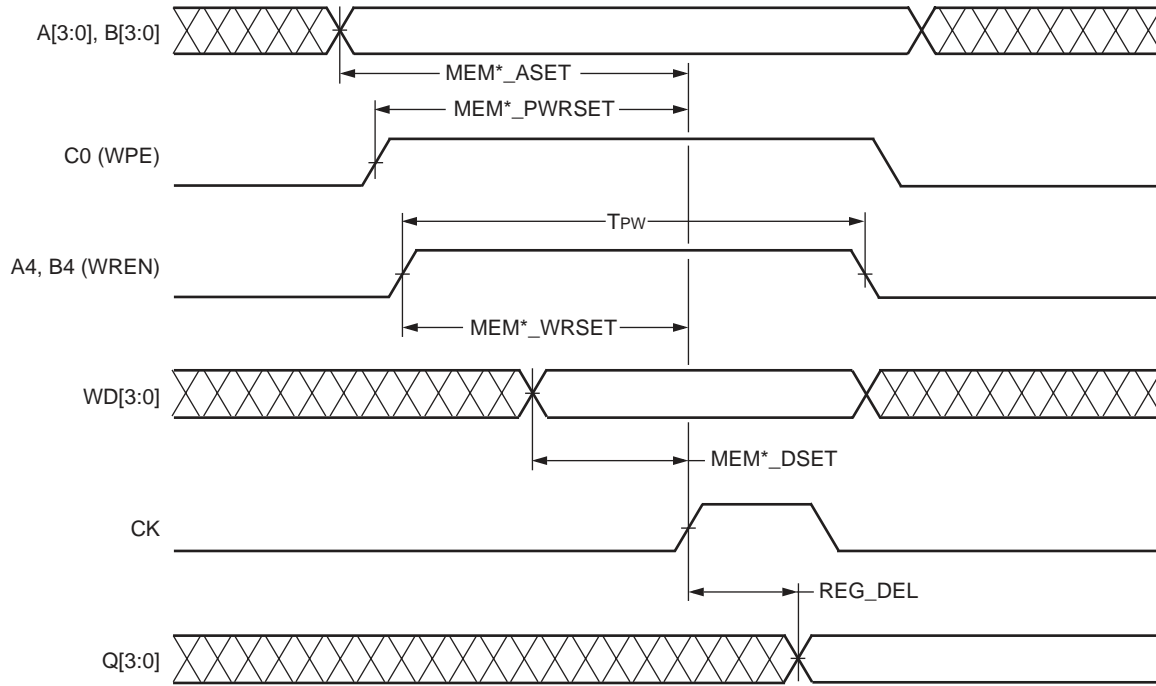 A[3:0], B[3:0]
MEM*_ASET
MEM*_PWRSET
C0 (WPE)
TPW
A4, B4 (WREN)
MEM*_WRSET
WD[3:0]
MEM*_DSET
CK
REG_DEL
Q[3:0]